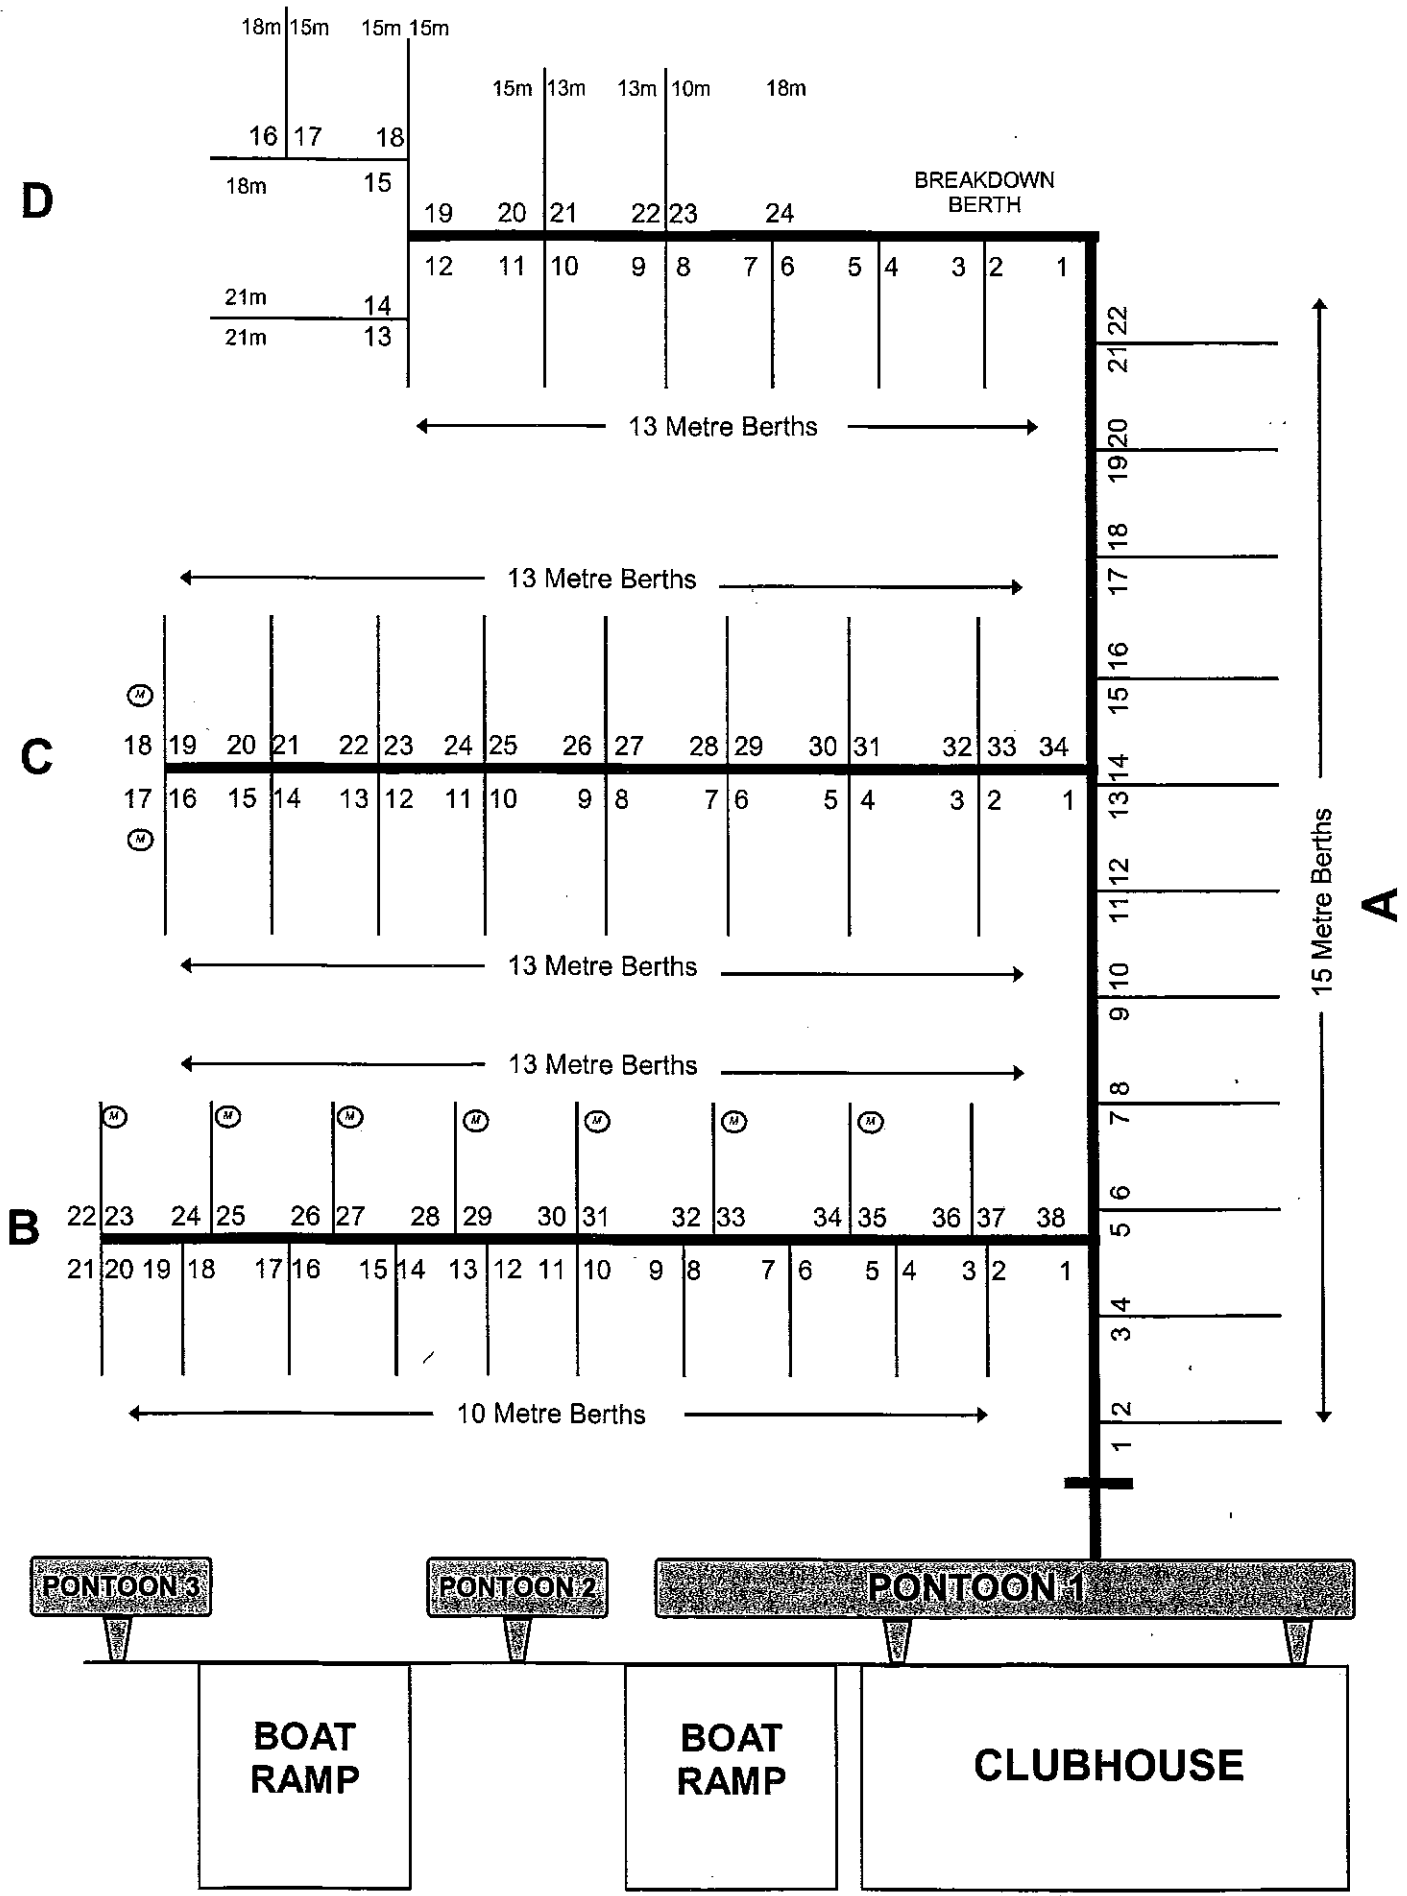 18m 15m 15m 15m
15m 13m 13m 10m 18m
16 17 18
D
18m 15
BREAKDOWN
BERTH
19 20 21 22 23 24
12 11 10 9 8 7 6 5 4 3 2 1
21m 14
21m 13
13 Metre Berths
22
21
20
19
18
17
16
15
14
13
12
11
10
9
8
7
6
5
4
3
2
1
15 Metre Berths
A
13 Metre Berths
M
C
18 19 20 21 22 23 24 25 26 27 28 29 30 31 32 33 34
17 16 15 14 13 12 11 10 9 8 7 6 5 4 3 2 1
M
13 Metre Berths
13 Metre Berths
M M M M M M M
B
22 23 24 25 26 27 28 29 30 31 32 33 34 35 36 37 38
21 20 19 18 17 16 15 14 13 12 11 10 9 8 7 6 5 4 3 2 1
10 Metre Berths
PONTOON 3 PONTOON 2 PONTOON 1
BOAT
RAMP
BOAT
RAMP
CLUBHOUSE